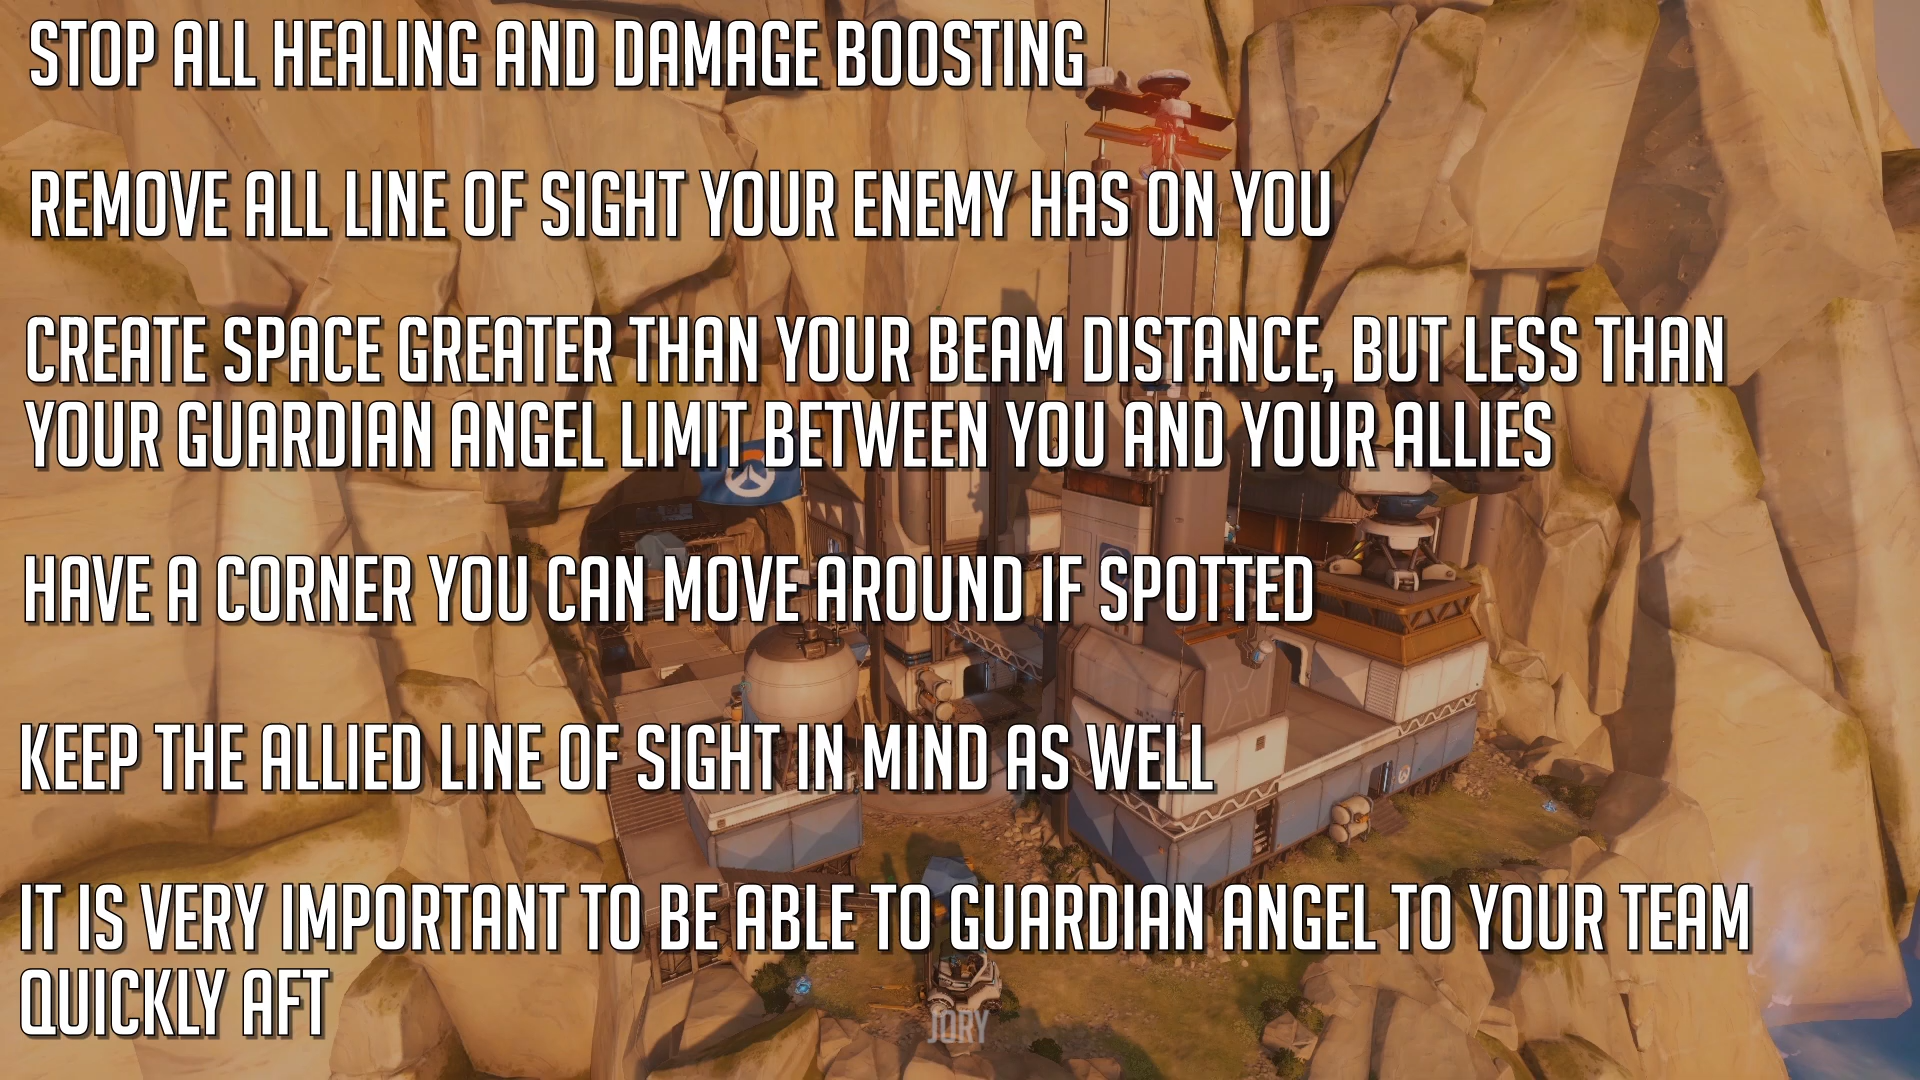 STOP ALL HEALING AND DAMAGE BOOSTING
REMOVE ALL LINE OF SIGHT YOUR ENEMY HAS ON YOU
CREATE SPACE GREATER THAN YOUR BEAM DISTANCE, BUT LESS THAN
YOUR GUARDIAN ANGEL LIMIT BETWEEN YOU AND YOUR ALLIES
HAVE A CORNER YOU CAN MOVE AROUND IF SPOTTED
KEEP THE ALLIED LINE OF SIGHT IN MIND AS WELL
IT IS VERY IMPORTANT TO BE ABLE TO GUARDIAN ANGEL TO YOUR TEAM
QUICKLY AFT
JORY